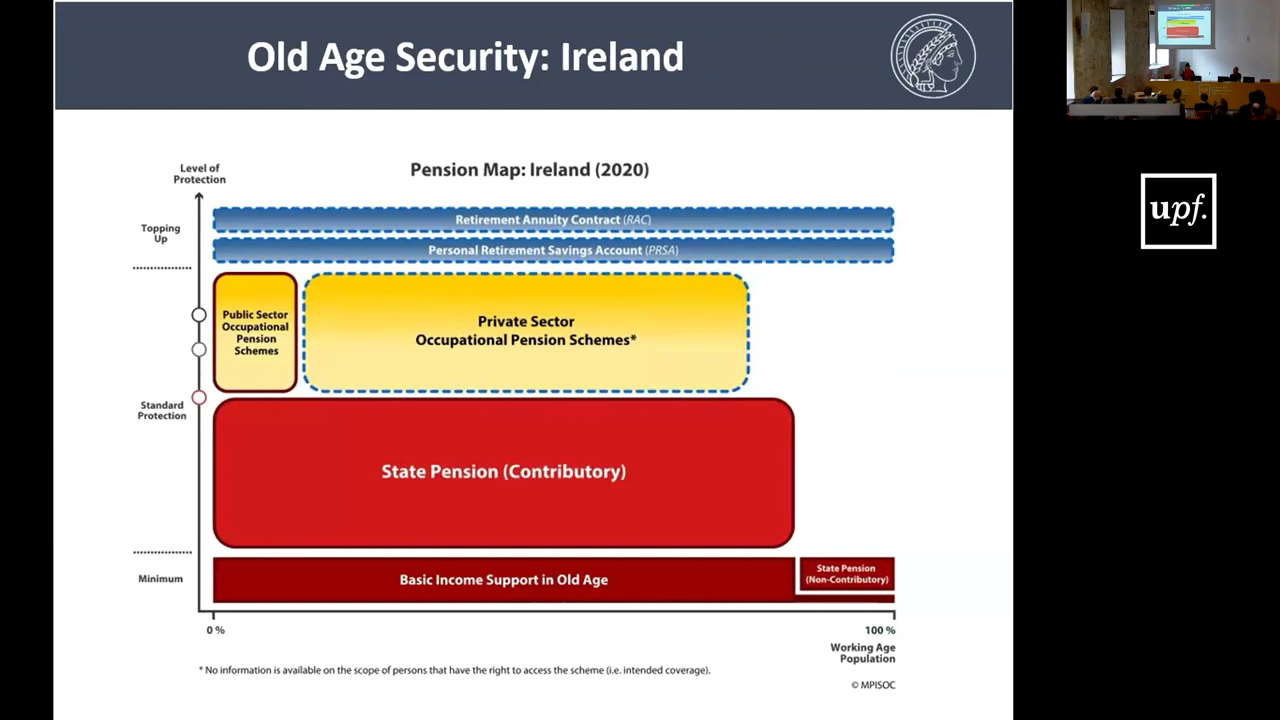 Old Age Security: Ireland
Pension Map: Ireland (2020)
Level of
Protection
Topping
Up
Retirement Annuity Contract (RAC)
Personal Retirement Savings Account (PRSA)
Public Sector
Occupational
Pension
Schemes
Private Sector
Occupational Pension Schemes*
Standard
Protection
State Pension (Contributory)
Minimum
Basic Income Support in Old Age
State Pension
(Non-Contributory)
0 %
100 %
Working Age
Population
* No information is available on the scope of persons that have the right to access the scheme (i.e. intended coverage).
© MPISOC
upf.